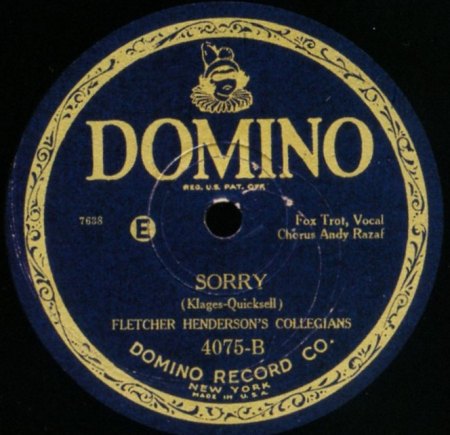 DOMINO
REG. U.S. PAT. OFF.
7638
E
Fox Trot, Vocal
Chorus Andy Razaf
SORRY
(Klages-Quicksell)
FLETCHER HENDERSON'S COLLEGIANS
4075-B
DOMINO RECORD CO.
NEW YORK
MADE IN U.S.A.